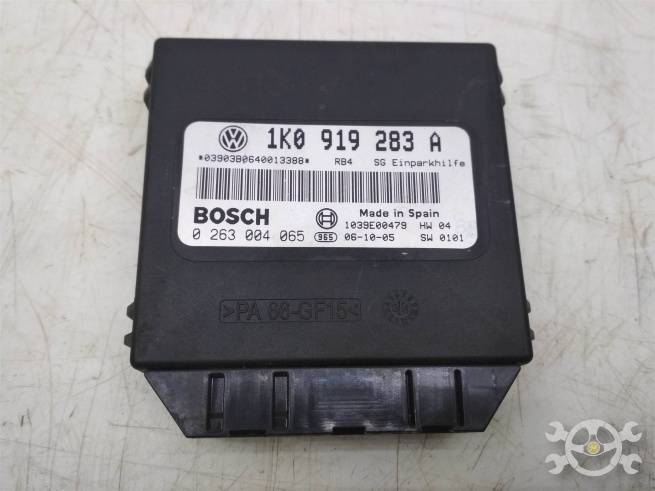 1K0 919 283 A
*03903B0640013388* RB4 SG Einparkhilfe
BOSCH Made in Spain
1039E00479 HW 04
0 263 004 065 965 06-10-05 SW 0101
>PA 66-GF15<